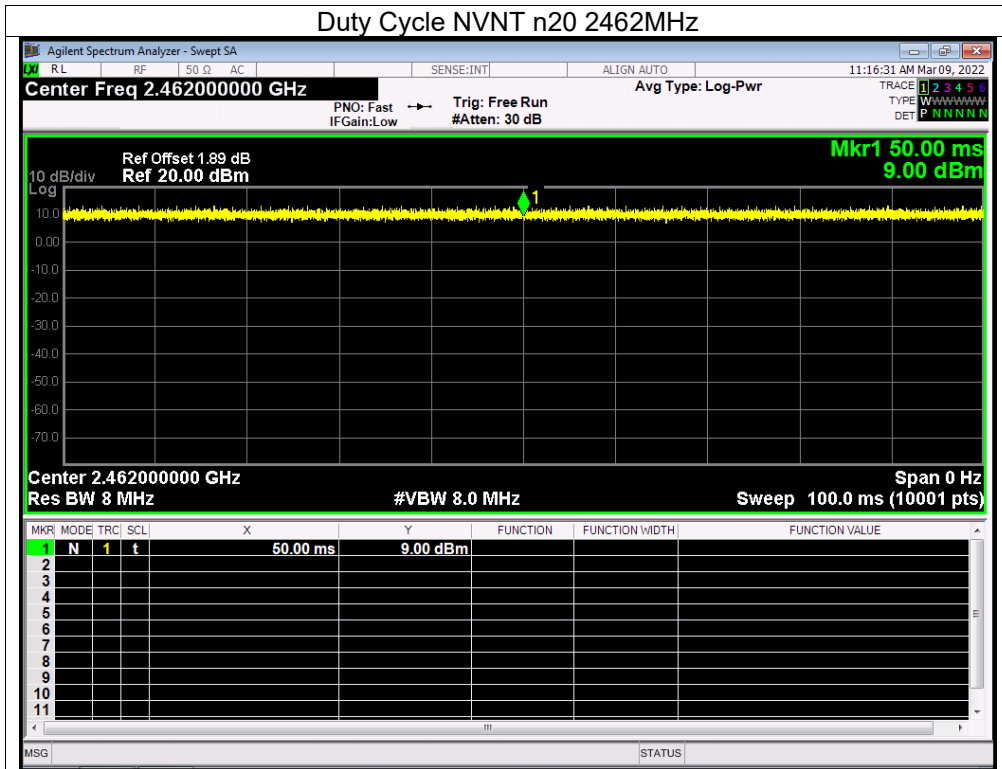 Duty Cycle NVNT n20 2462MHz
Agilent Spectrum Analyzer - Swept SA
LXI RL RF 50 Ω AC SENSE:INT ALIGN AUTO 11:16:31 AM Mar 09, 2022
Center Freq 2.462000000 GHz Avg Type: Log-Pwr TRACE 1 2 3 4 5 6
PNO: Fast Trig: Free Run TYPE WWWWWW
IFGain:Low #Atten: 30 dB DET P N N N N N
Mkr1 50.00 ms
Ref Offset 1.89 dB
10 dB/div Ref 20.00 dBm 9.00 dBm
Log
1
10.0
0.00
-10.0
-20.0
-30.0
-40.0
-50.0
-60.0
-70.0
Center 2.462000000 GHz Span 0 Hz
Res BW 8 MHz #VBW 8.0 MHz Sweep 100.0 ms (10001 pts)
MKR MODE TRC SCL X Y FUNCTION FUNCTION WIDTH FUNCTION VALUE
1 N 1 t 50.00 ms 9.00 dBm
2
3
4
5
6
7
8
9
10
11
MSG STATUS